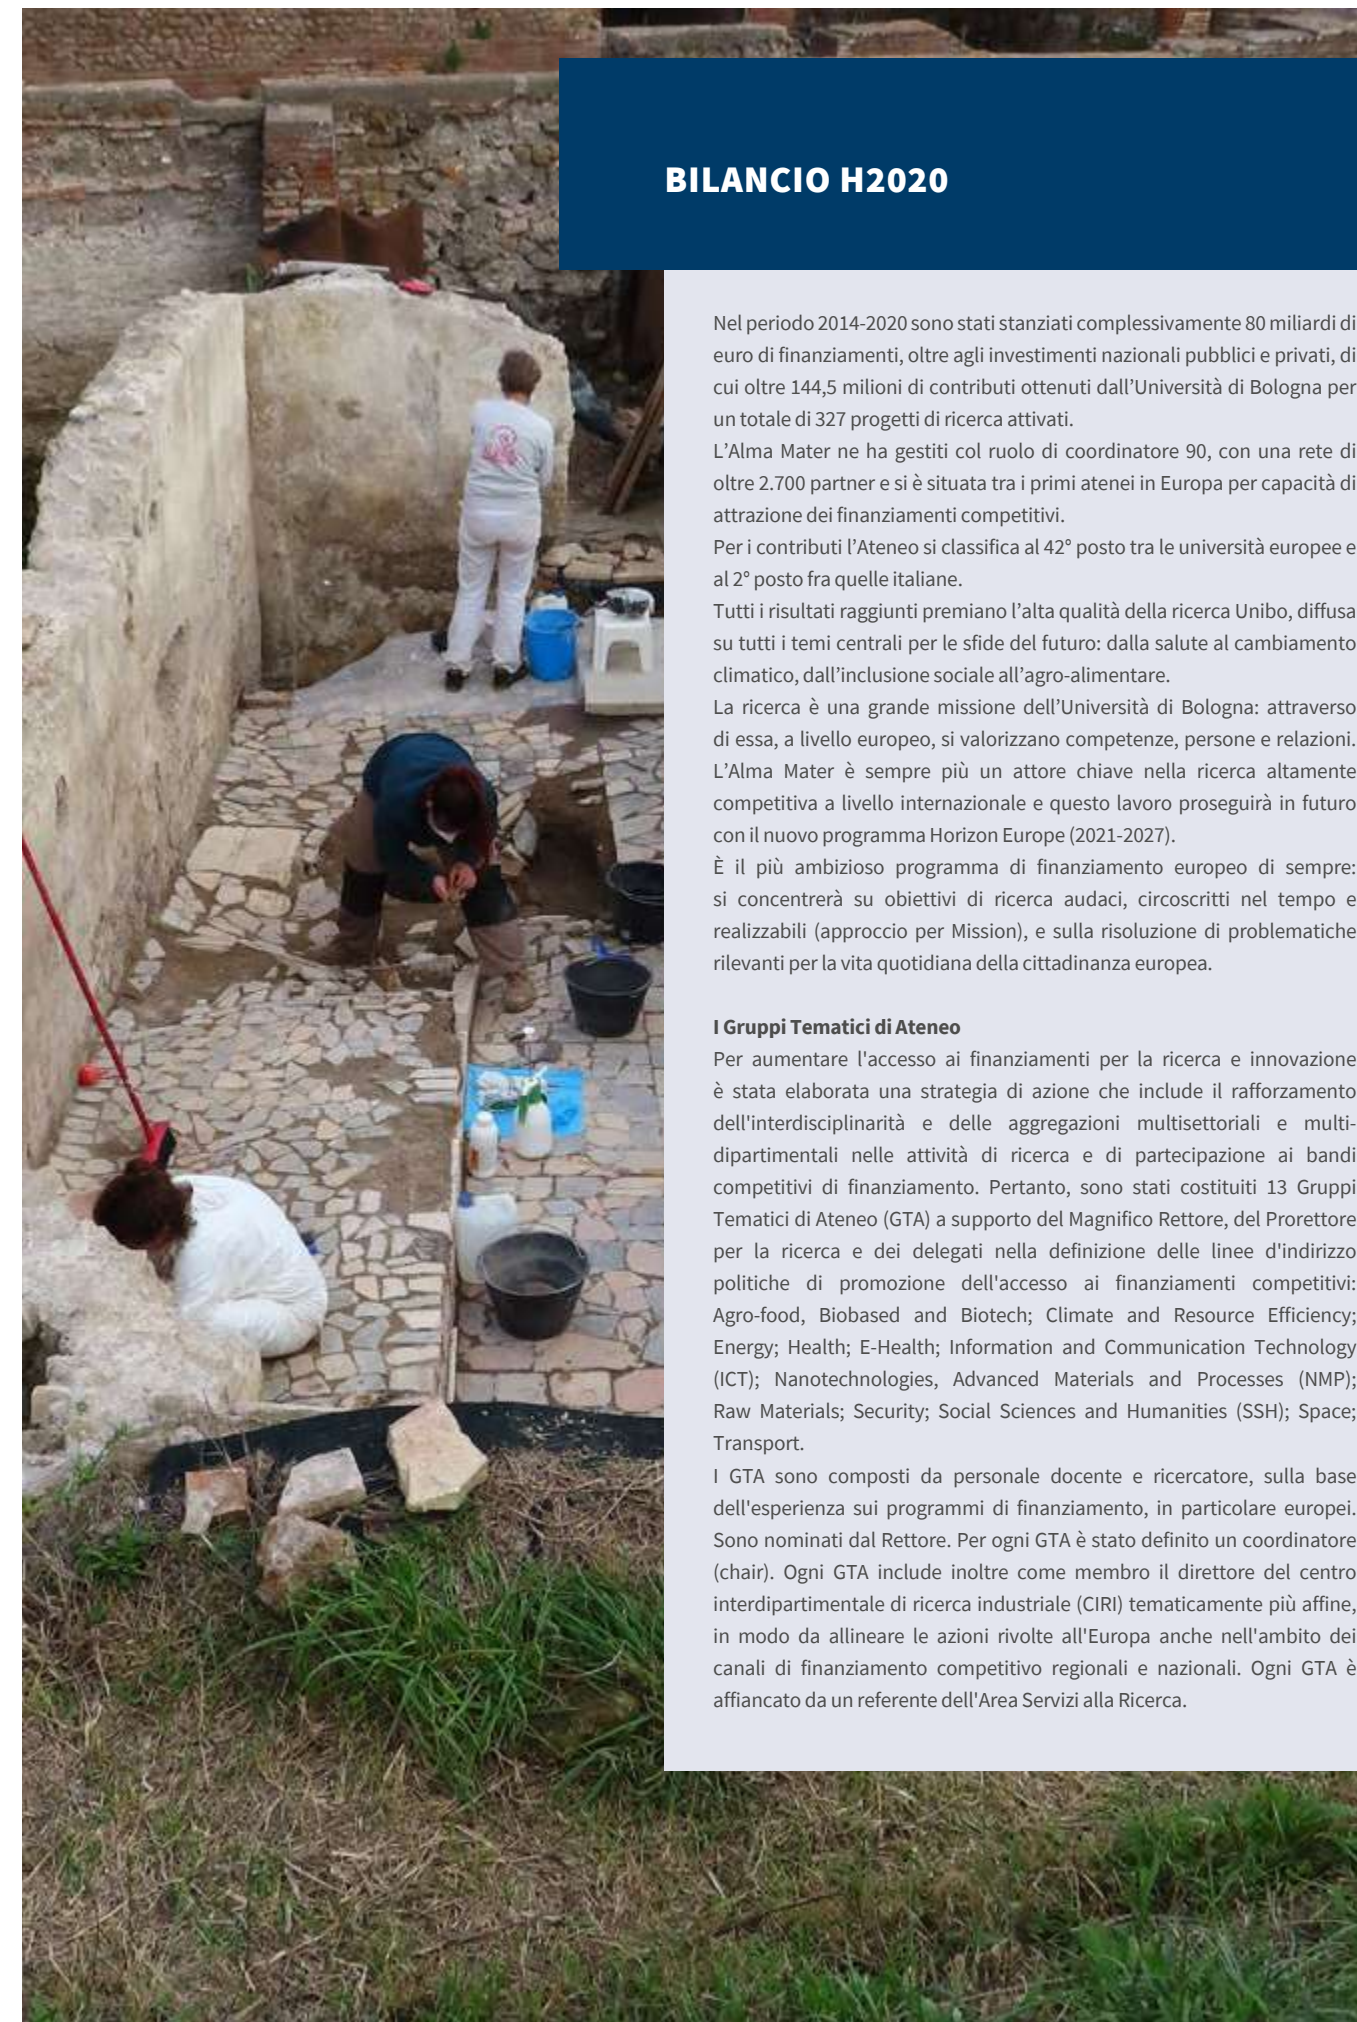 BILANCIO H2020
Nel periodo 2014-2020 sono stati stanziati complessivamente 80 miliardi di
euro di finanziamenti, oltre agli investimenti nazionali pubblici e privati, di
cui oltre 144,5 milioni di contributi ottenuti dall’Università di Bologna per
un totale di 327 progetti di ricerca attivati.
L’Alma Mater ne ha gestiti col ruolo di coordinatore 90, con una rete di
oltre 2.700 partner e si è situata tra i primi atenei in Europa per capacità di
attrazione dei finanziamenti competitivi.
Per i contributi l’Ateneo si classifica al 42° posto tra le università europee e
al 2° posto fra quelle italiane.
Tutti i risultati raggiunti premiano l’alta qualità della ricerca Unibo, diffusa
su tutti i temi centrali per le sfide del futuro: dalla salute al cambiamento
climatico, dall’inclusione sociale all’agro-alimentare.
La ricerca è una grande missione dell’Università di Bologna: attraverso
di essa, a livello europeo, si valorizzano competenze, persone e relazioni.
L’Alma Mater è sempre più un attore chiave nella ricerca altamente
competitiva a livello internazionale e questo lavoro proseguirà in futuro
con il nuovo programma Horizon Europe (2021-2027).
È il più ambizioso programma di finanziamento europeo di sempre:
si concentrerà su obiettivi di ricerca audaci, circoscritti nel tempo e
realizzabili (approccio per Mission), e sulla risoluzione di problematiche
rilevanti per la vita quotidiana della cittadinanza europea.
I Gruppi Tematici di Ateneo
Per aumentare l'accesso ai finanziamenti per la ricerca e innovazione
è stata elaborata una strategia di azione che include il rafforzamento
dell'interdisciplinarità e delle aggregazioni multisettoriali e multi-
dipartimentali nelle attività di ricerca e di partecipazione ai bandi
competitivi di finanziamento. Pertanto, sono stati costituiti 13 Gruppi
Tematici di Ateneo (GTA) a supporto del Magnifico Rettore, del Prorettore
per la ricerca e dei delegati nella definizione delle linee d'indirizzo
politiche di promozione dell'accesso ai finanziamenti competitivi:
Agro-food, Biobased and Biotech; Climate and Resource Efficiency;
Energy; Health; E-Health; Information and Communication Technology
(ICT); Nanotechnologies, Advanced Materials and Processes (NMP);
Raw Materials; Security; Social Sciences and Humanities (SSH); Space;
Transport.
I GTA sono composti da personale docente e ricercatore, sulla base
dell'esperienza sui programmi di finanziamento, in particolare europei.
Sono nominati dal Rettore. Per ogni GTA è stato definito un coordinatore
(chair). Ogni GTA include inoltre come membro il direttore del centro
interdipartimentale di ricerca industriale (CIRI) tematicamente più affine,
in modo da allineare le azioni rivolte all'Europa anche nell'ambito dei
canali di finanziamento competitivo regionali e nazionali. Ogni GTA è
affiancato da un referente dell'Area Servizi alla Ricerca.